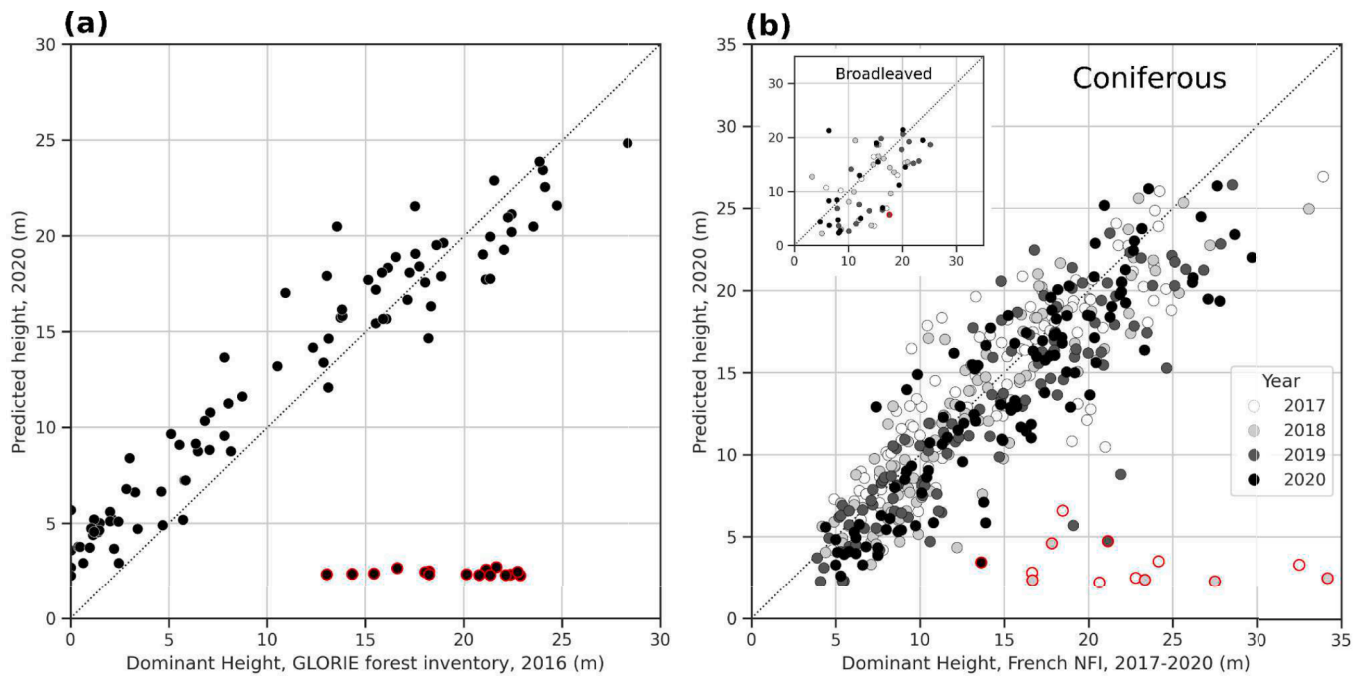 (a)
30
25
20
15
10
5
0
Predicted height, 2020 (m)
0 5 10 15 20 25 30
Dominant Height, GLORIE forest inventory, 2016 (m)
(b)
35
30
25
20
15
10
5
0
Predicted height, 2020 (m)
Broadleaved
30
20
10
0
0 10 20 30
Coniferous
Year
2017
2018
2019
2020
0 5 10 15 20 25 30 35
Dominant Height, French NFI, 2017-2020 (m)